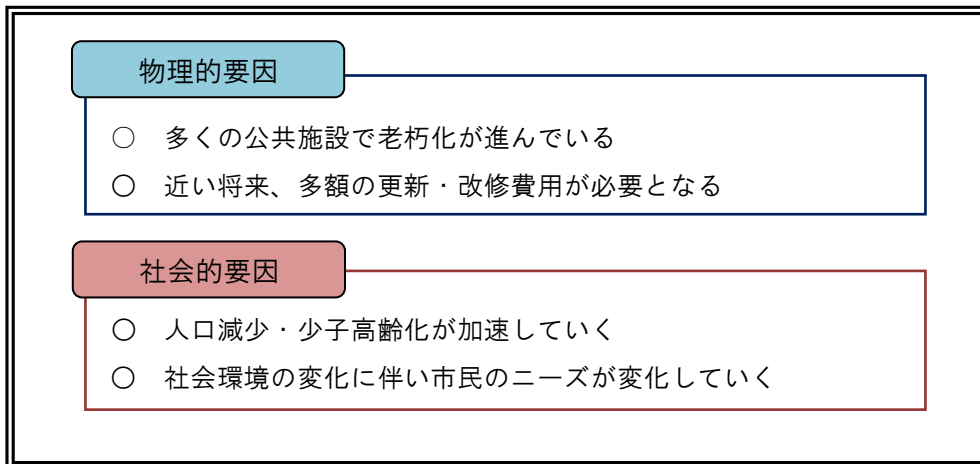 物理的要因
○　多くの公共施設で老朽化が進んでいる
○　近い将来、多額の更新・改修費用が必要となる
社会的要因
○　人口減少・少子高齢化が加速していく
○　社会環境の変化に伴い市民のニーズが変化していく